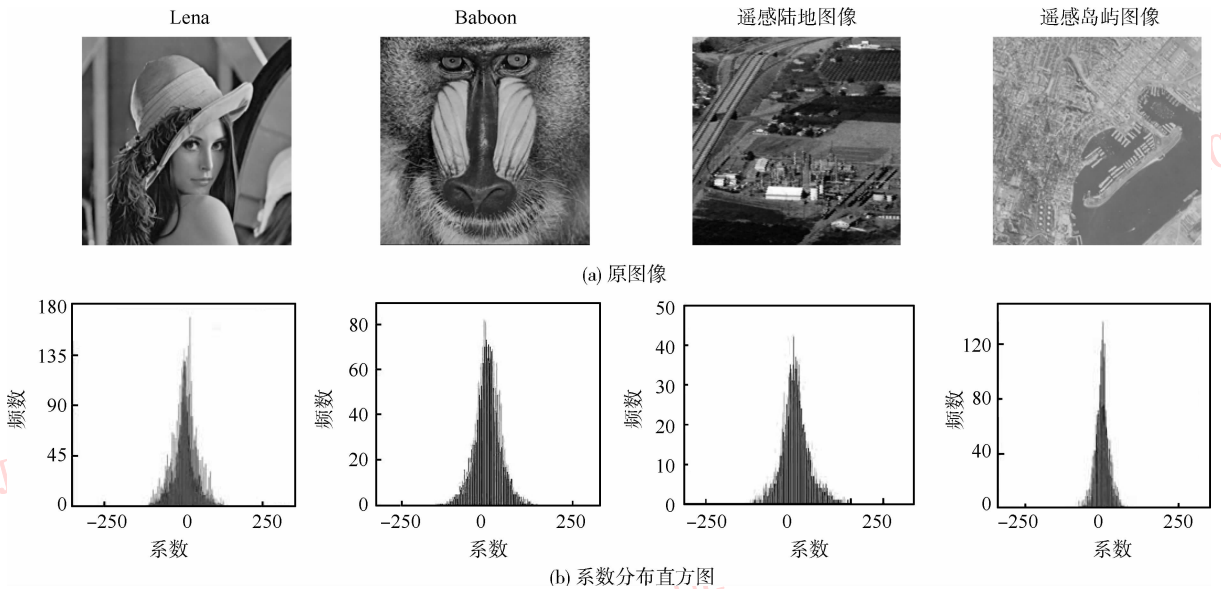 Lena Baboon 遥感陆地图像 遥感岛屿图像
(a) 原图像
180 135 90 45 0 频数 -250 0 250 系数
80 60 40 20 0 频数 -250 0 250 系数
50 40 30 20 10 0 频数 -250 0 250 系数
120 80 40 0 频数 -250 0 250 系数
(b) 系数分布直方图